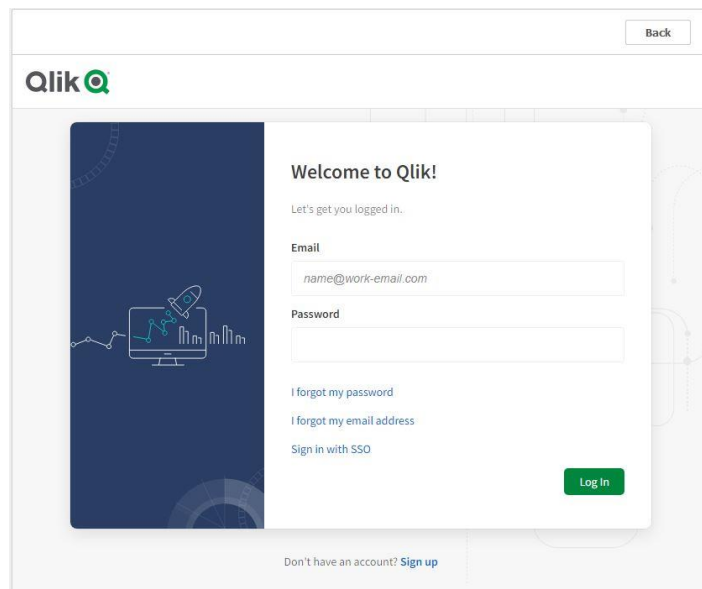 Back
Qlik
Welcome to Qlik!
Let's get you logged in.
Email
name@work-email.com
Password
I forgot my password
I forgot my email address
Sign in with SSO
Log In
Don't have an account? Sign up